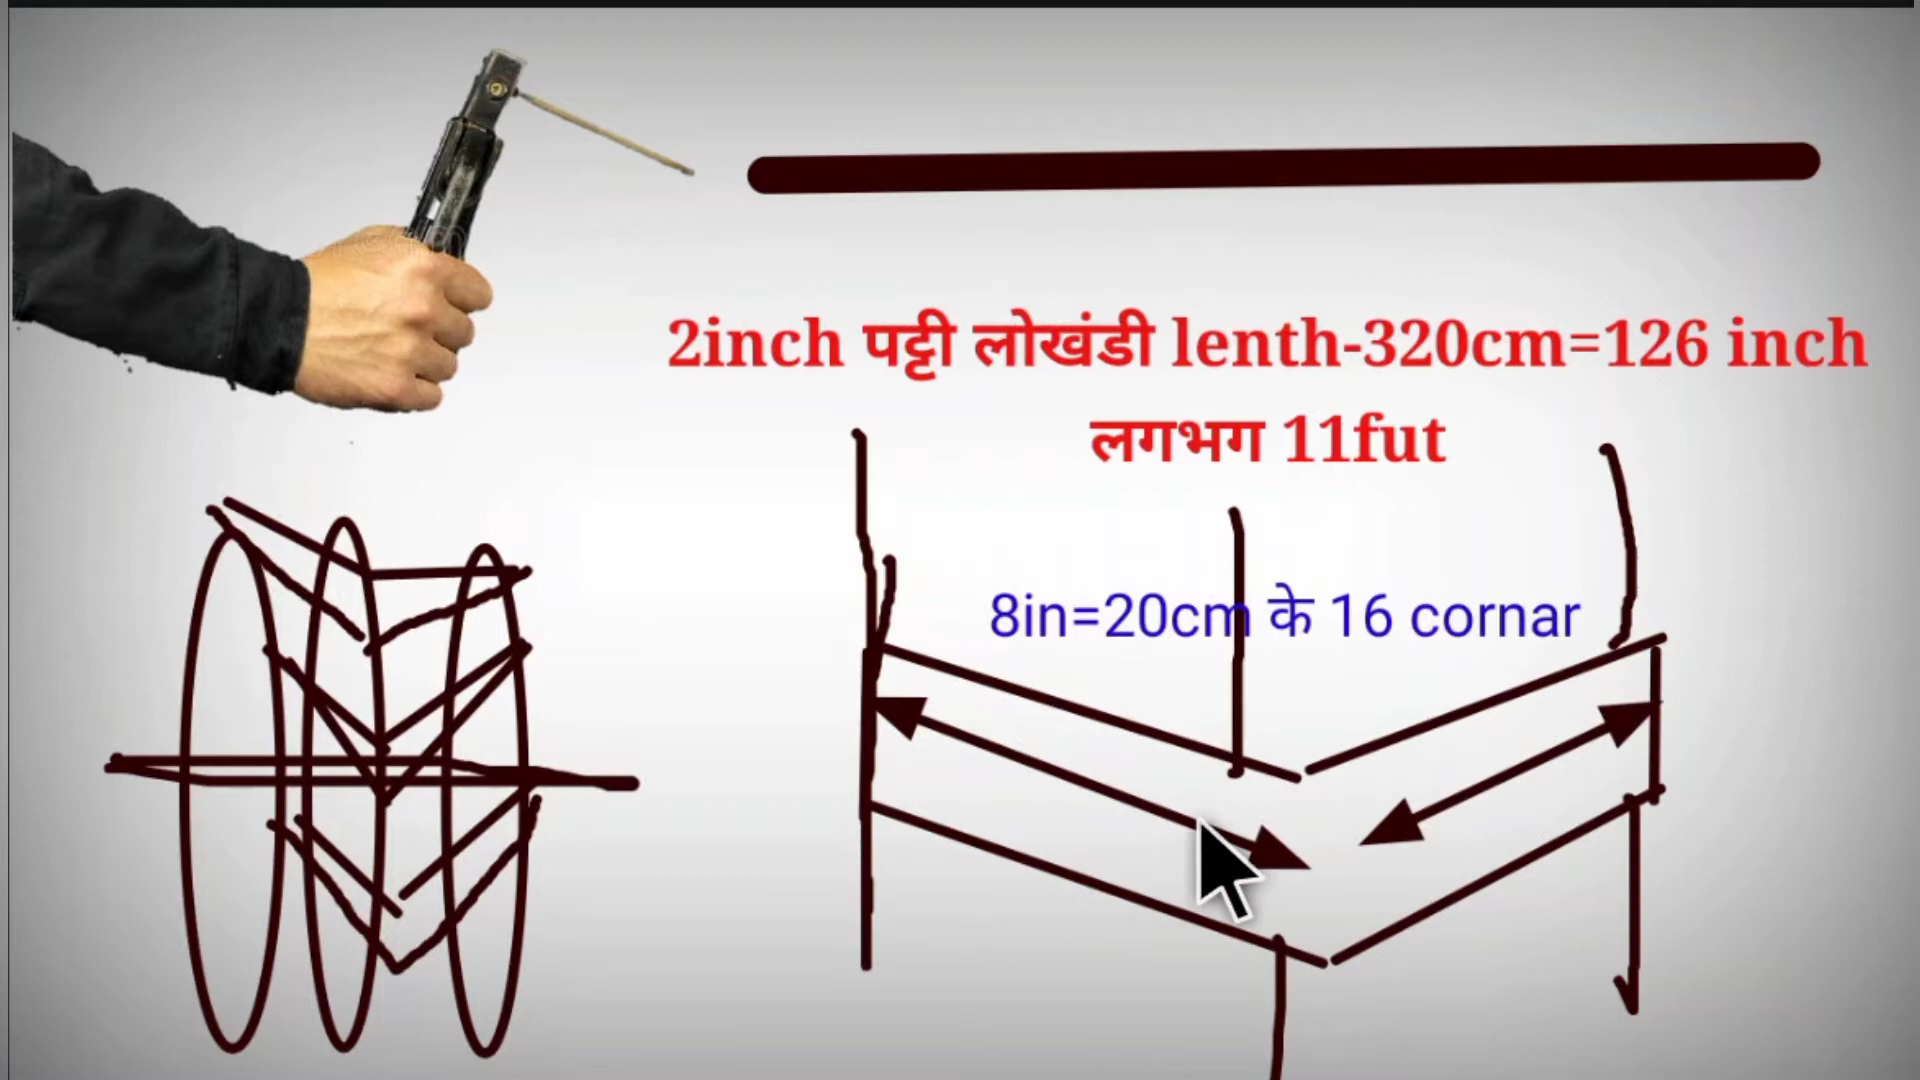 2inch पट्टी लोखंडी lenth-320cm=126 inch
लगभग 11fut
8in=20cm के 16 cornar